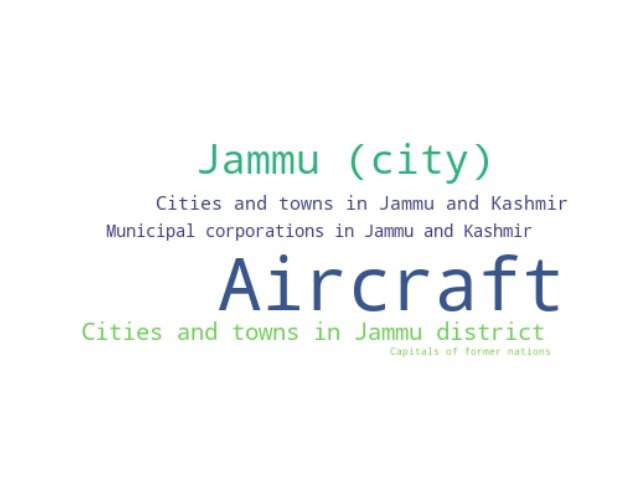 Jammu (city)
Cities and towns in Jammu and Kashmir
Municipal corporations in Jammu and Kashmir
Aircraft
Cities and towns in Jammu district
Capitals of former nations